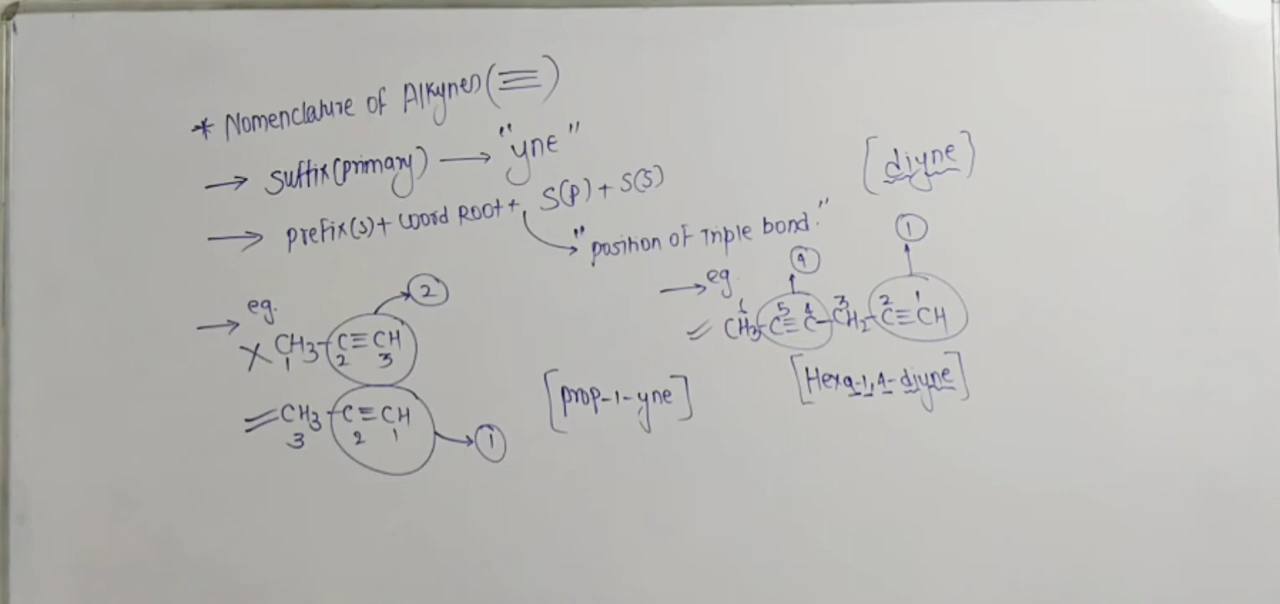 * Nomenclature of Alkynes (≡)
→ suffix (primary) → "yne"
→ prefix(s) + word Root + S(P) + S(S)
"position of Triple bond."
→ eg.
X CH3-C≡CH
1 2 3
②
=CH3-C≡CH
3 2 1
①
[prop-1-yne]
[diyne]
→ eg.
④ ①
6 5 4 3 2 1
= CH3-C≡C-CH2-C≡CH
[Hexa-1,4-diyne]